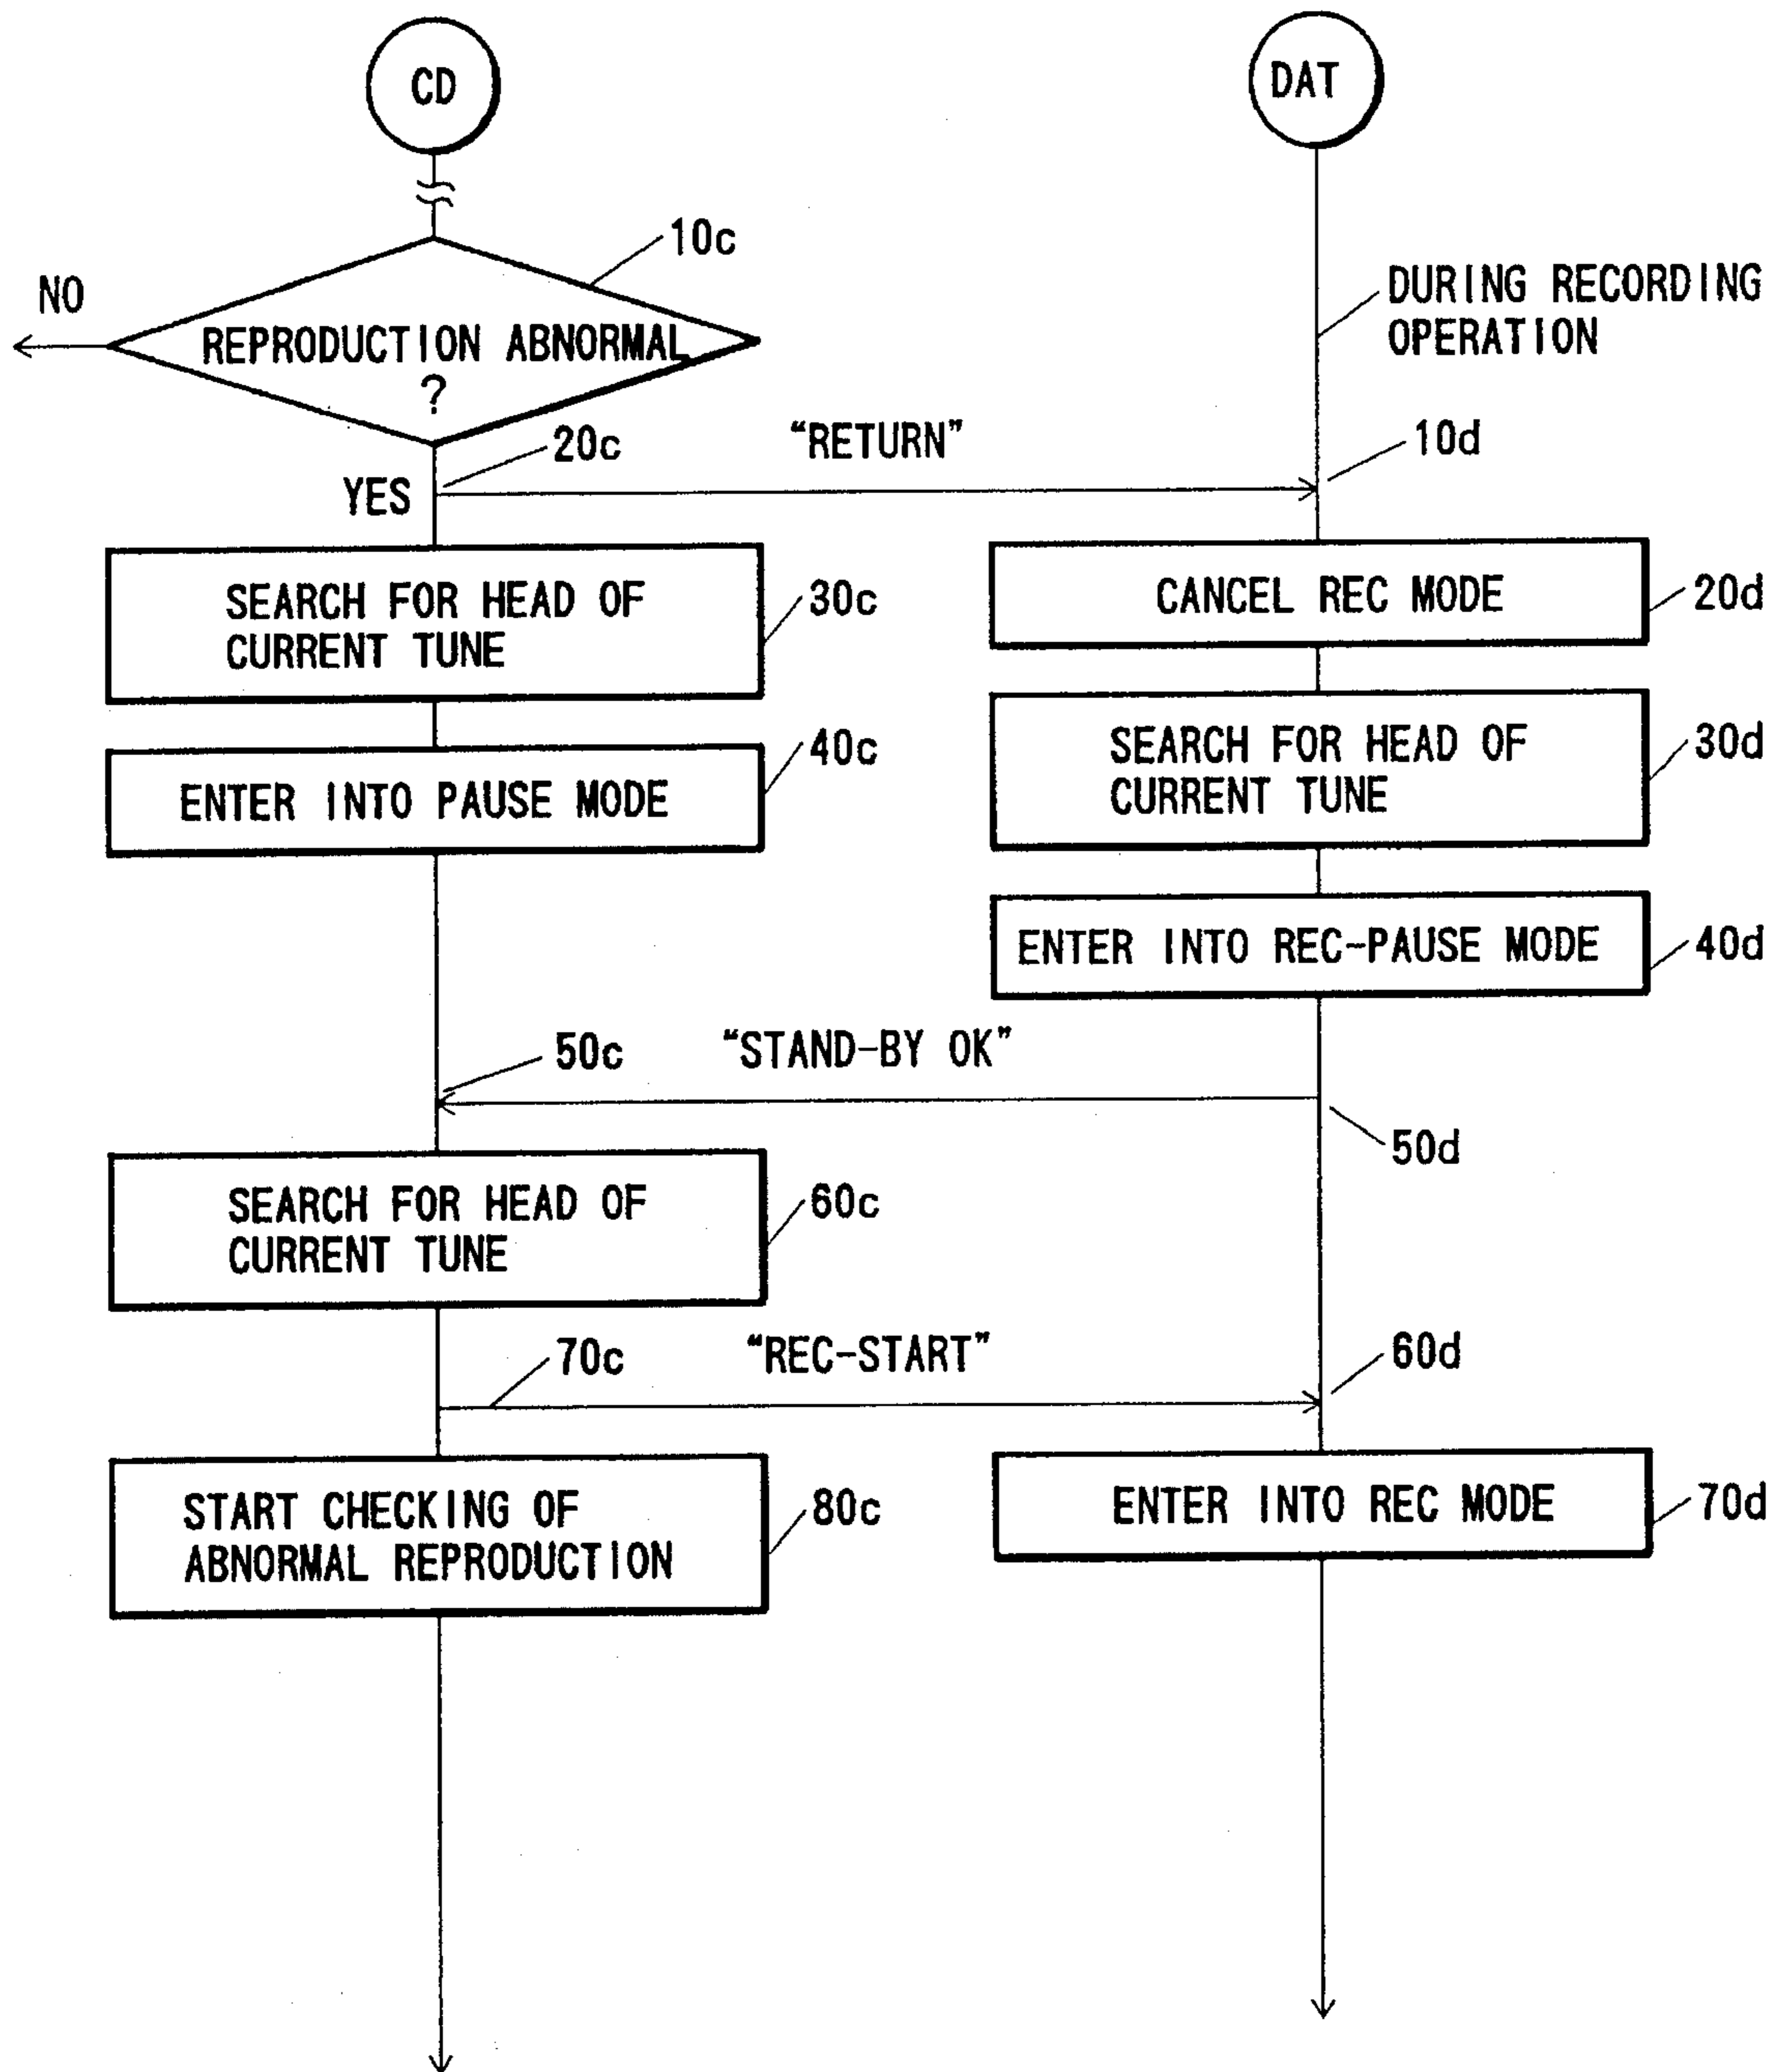 CD
DAT
10c
NO
REPRODUCTION ABNORMAL
?
DURING RECORDING
OPERATION
20c
"RETURN"
10d
YES
SEARCH FOR HEAD OF
CURRENT TUNE
30c
CANCEL REC MODE
20d
ENTER INTO PAUSE MODE
40c
SEARCH FOR HEAD OF
CURRENT TUNE
30d
ENTER INTO REC-PAUSE MODE
40d
50c
"STAND-BY OK"
50d
SEARCH FOR HEAD OF
CURRENT TUNE
60c
70c
"REC-START"
60d
START CHECKING OF
ABNORMAL REPRODUCTION
80c
ENTER INTO REC MODE
70d